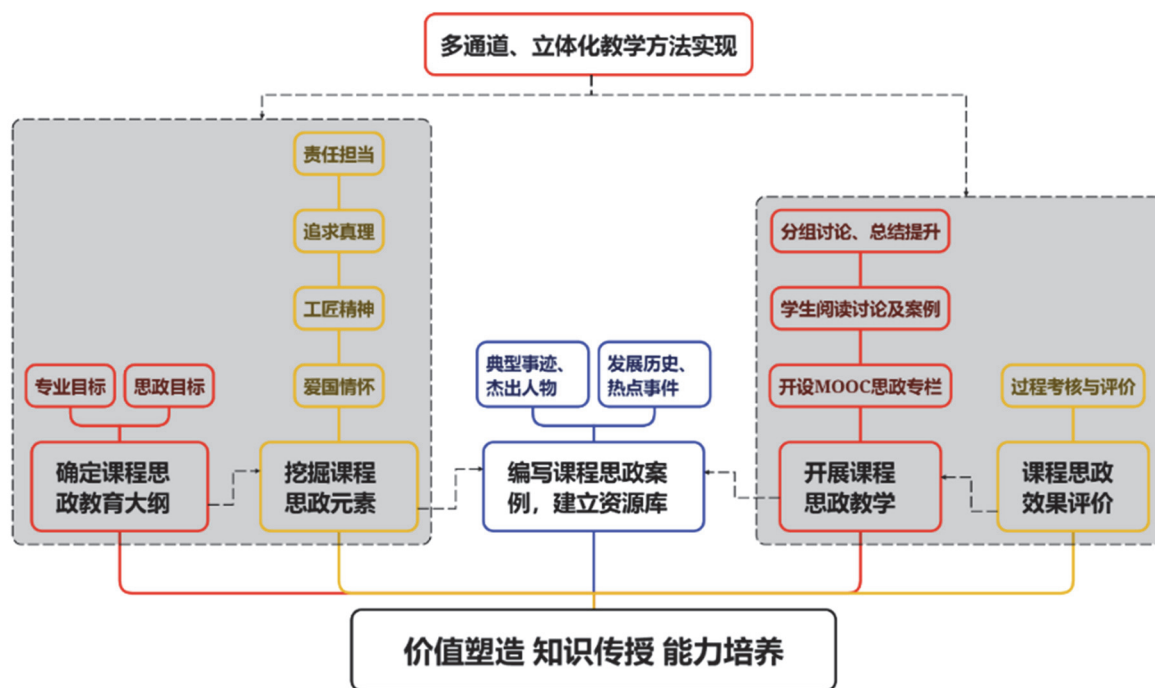 多通道、立体化教学方法实现
责任担当
追求真理
工匠精神
爱国情怀
专业目标
思政目标
确定课程思
政教育大纲
挖掘课程
思政元素
典型事迹、
杰出人物
发展历史、
热点事件
编写课程思政案
例，建立资源库
分组讨论、总结提升
学生阅读讨论及案例
开设MOOC思政专栏
开展课程
思政教学
过程考核与评价
课程思政
效果评价
价值塑造 知识传授 能力培养